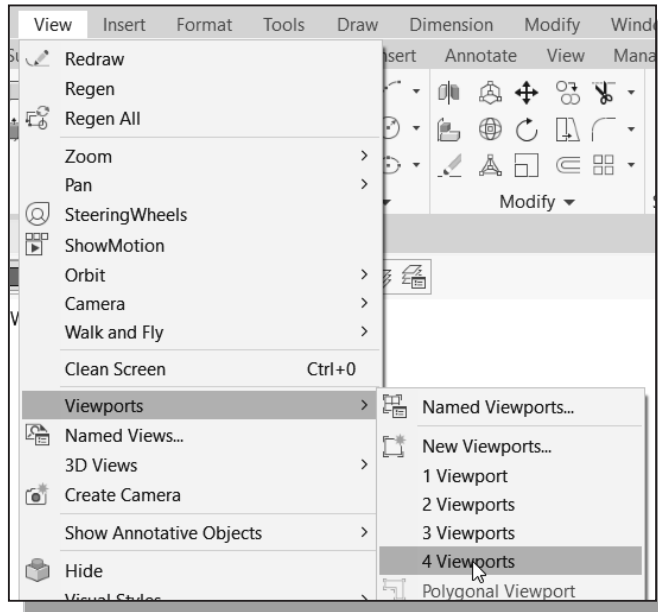 View Insert Format Tools Draw Dimension Modify
Annotate View
Redraw
Regen
Regen All
Zoom
Pan
SteeringWheels
ShowMotion
Orbit
Camera
Walk and Fly
Clean Screen Ctrl+0
Viewports
Named Views...
3D Views
Create Camera
Show Annotative Objects
Hide
Visual Styles
Modify
Named Viewports...
New Viewports...
1 Viewport
2 Viewports
3 Viewports
4 Viewports
Polygonal Viewport